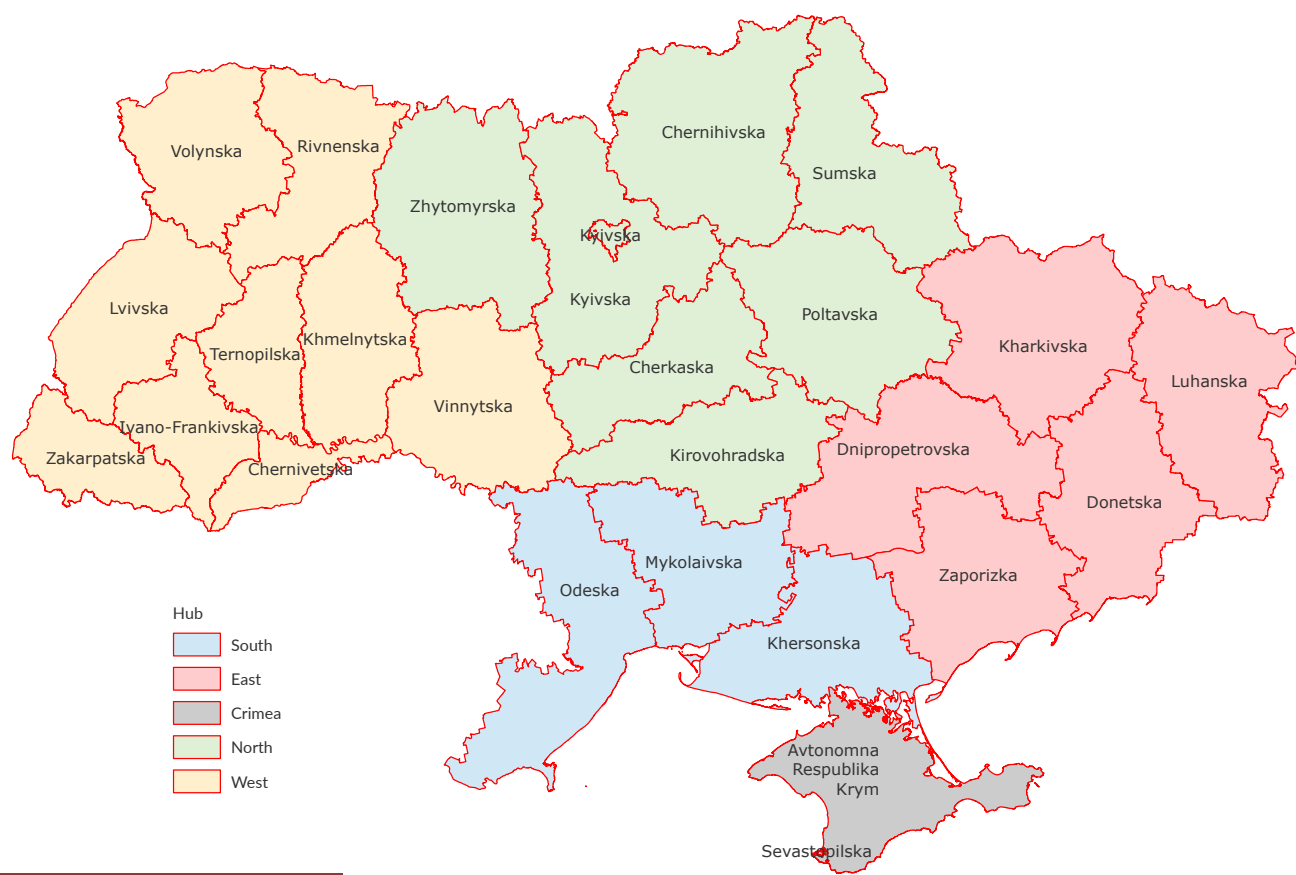 Chernihivska
Rivnenska
Volynska
Sumska
Zhytomyrska
Kyivska
Kyivska
Lvivska
Poltavska
Khmelnytska
Kharkivska
Ternopilska
Cherkaska
Luhanska
Vinnytska
Ivano-Frankivska
Dnipropetrovska
Kirovohradska
Zakarpatska
Chernivetska
Donetska
Mykolaivska
Zaporizka
Odeska
Khersonska
Hub
South
East
Crimea
North
West
Avtonomna
Respublika
Krym
Sevastopilska